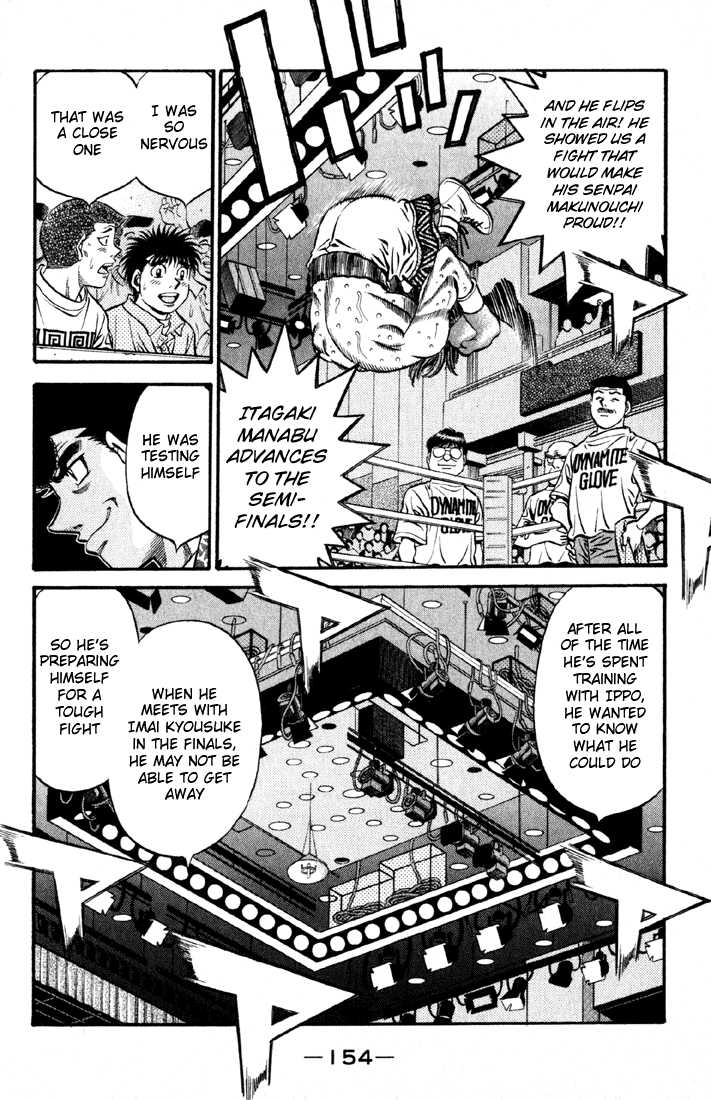 AND HE FLIPS
IN THE AIR! HE
SHOWED US A
FIGHT THAT
WOULD MAKE
HIS SENPAI
MAKUNOUCHI
PROUD!!
ITAGAKI
MANABU
ADVANCES
TO THE
SEMI-
FINALS!!
DYNAMITE
GLOVE
DYNAMITE
GLOVE
I WAS
SO
NERVOUS
THAT WAS
A CLOSE
ONE
HE WAS
TESTING
HIMSELF
AFTER ALL
OF THE TIME
HE'S SPENT
TRAINING
WITH IPPO,
HE WANTED
TO KNOW
WHAT HE
COULD DO
WHEN HE
MEETS WITH
IMAI KYOUSUKE
IN THE FINALS,
HE MAY NOT BE
ABLE TO GET
AWAY
SO HE'S
PREPARING
HIMSELF
FOR A
TOUGH
FIGHT
—154—